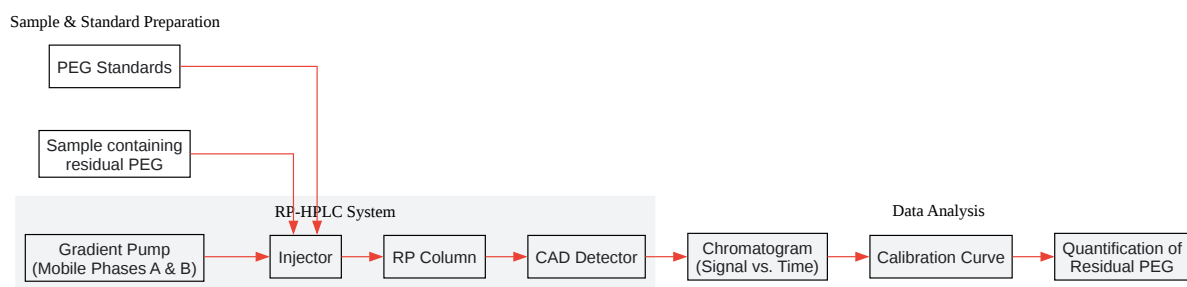 Sample & Standard Preparation
PEG Standards
Sample containing
residual PEG
RP-HPLC System
Data Analysis
Gradient Pump
(Mobile Phases A & B)
Injector
RP Column
CAD Detector
Chromatogram
(Signal vs. Time)
Calibration Curve
Quantification of
Residual PEG